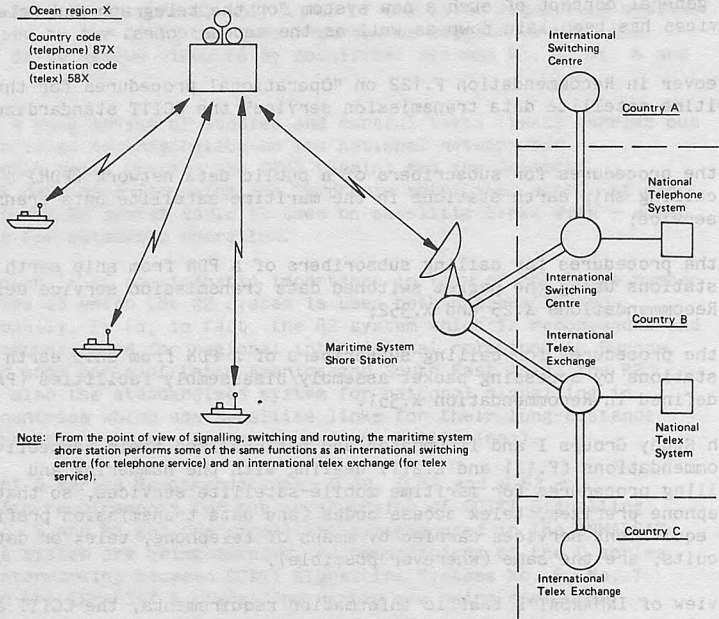 Ocean region X
Country code
(telephone) 87X
Destination code
(telex) 58X
International
Switching
Centre
Country A
National
Telephone
System
International
Switching
Centre
Country B
International
Telex
Exchange
Maritime System
Shore station
National
Telex
System
Note: From the point of view of signalling, switching and routing, the maritime system
shore station performs some of the same functions as an international switching
centre (for telephone service) and an international telex exchange (for telex
service).
Country C
International
Telex Exchange